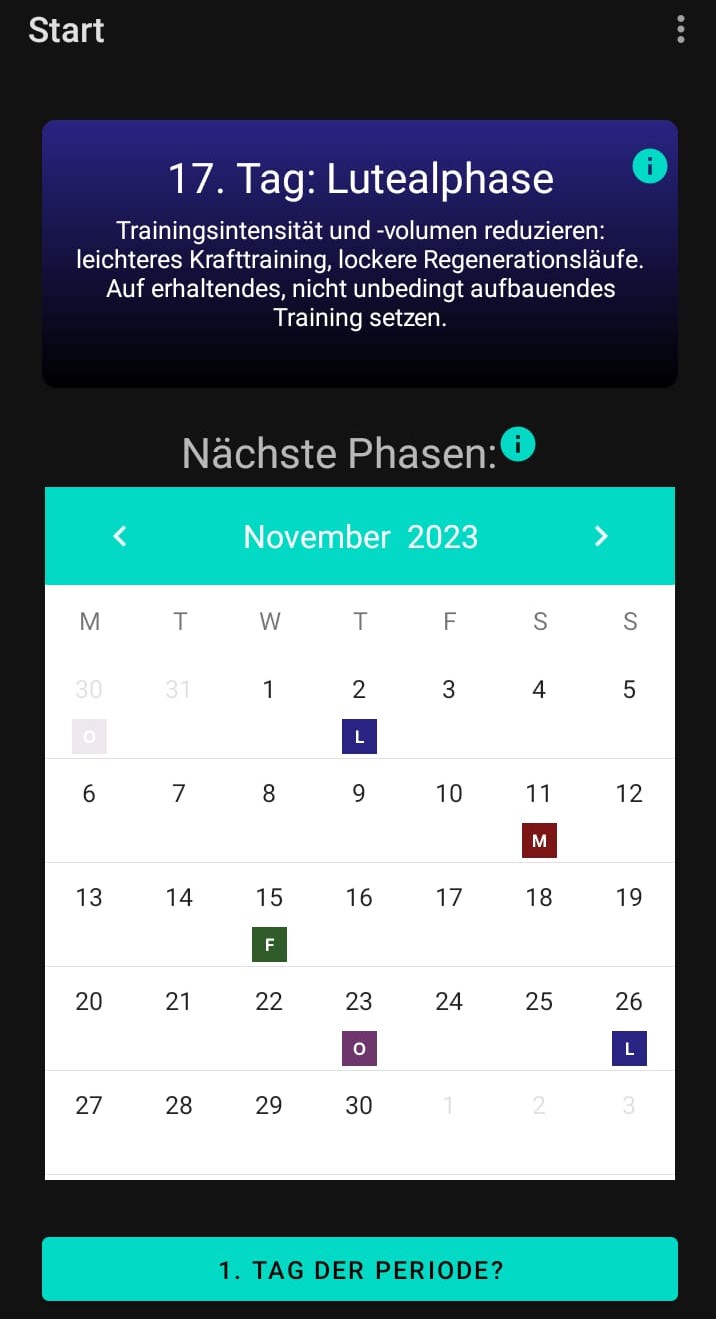 Start
17. Tag: Lutealphase
Trainingsintensität und -volumen reduzieren:
leichteres Krafttraining, lockere Regenerationsläufe.
Auf erhaltendes, nicht unbedingt aufbauendes
Training setzen.
Nächste Phasen:
November 2023
M T W T F S S
30 31 1 2 3 4 5
O L
6 7 8 9 10 11 12
M
13 14 15 16 17 18 19
F
20 21 22 23 24 25 26
O L
27 28 29 30 1 2 3
1. TAG DER PERIODE?